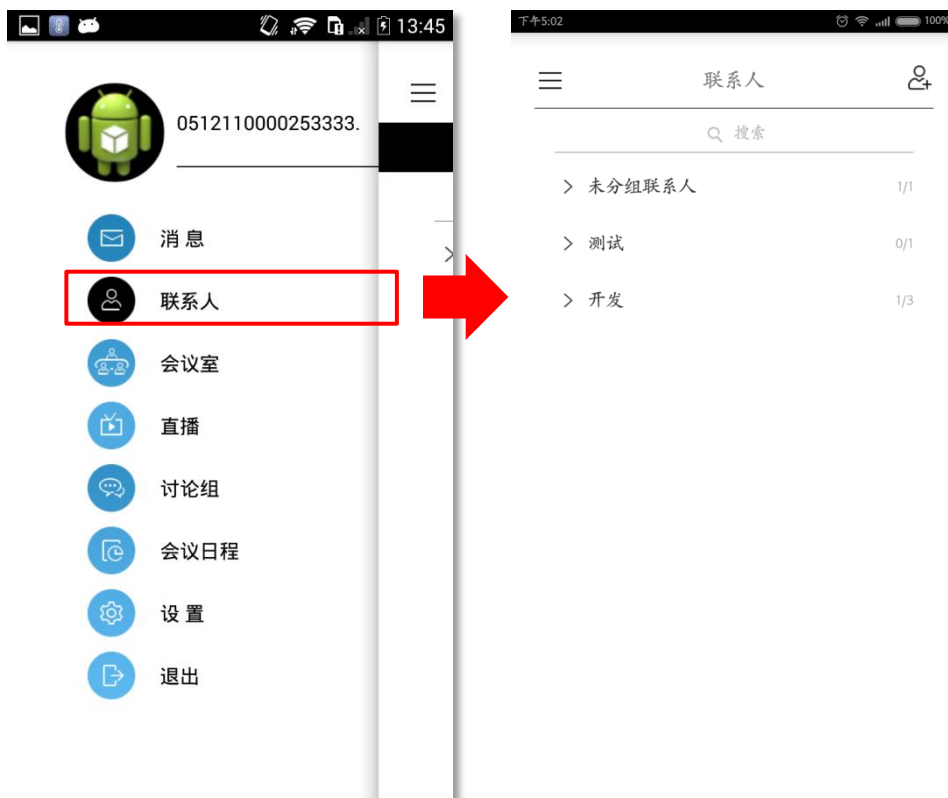 13:45
0512110000253333.
消 息
联系人
会议室
直播
讨论组
会议日程
设 置
退出
下午5:02
100%
联系人
搜索
未分组联系人 1/1
测试 0/1
开发 1/3